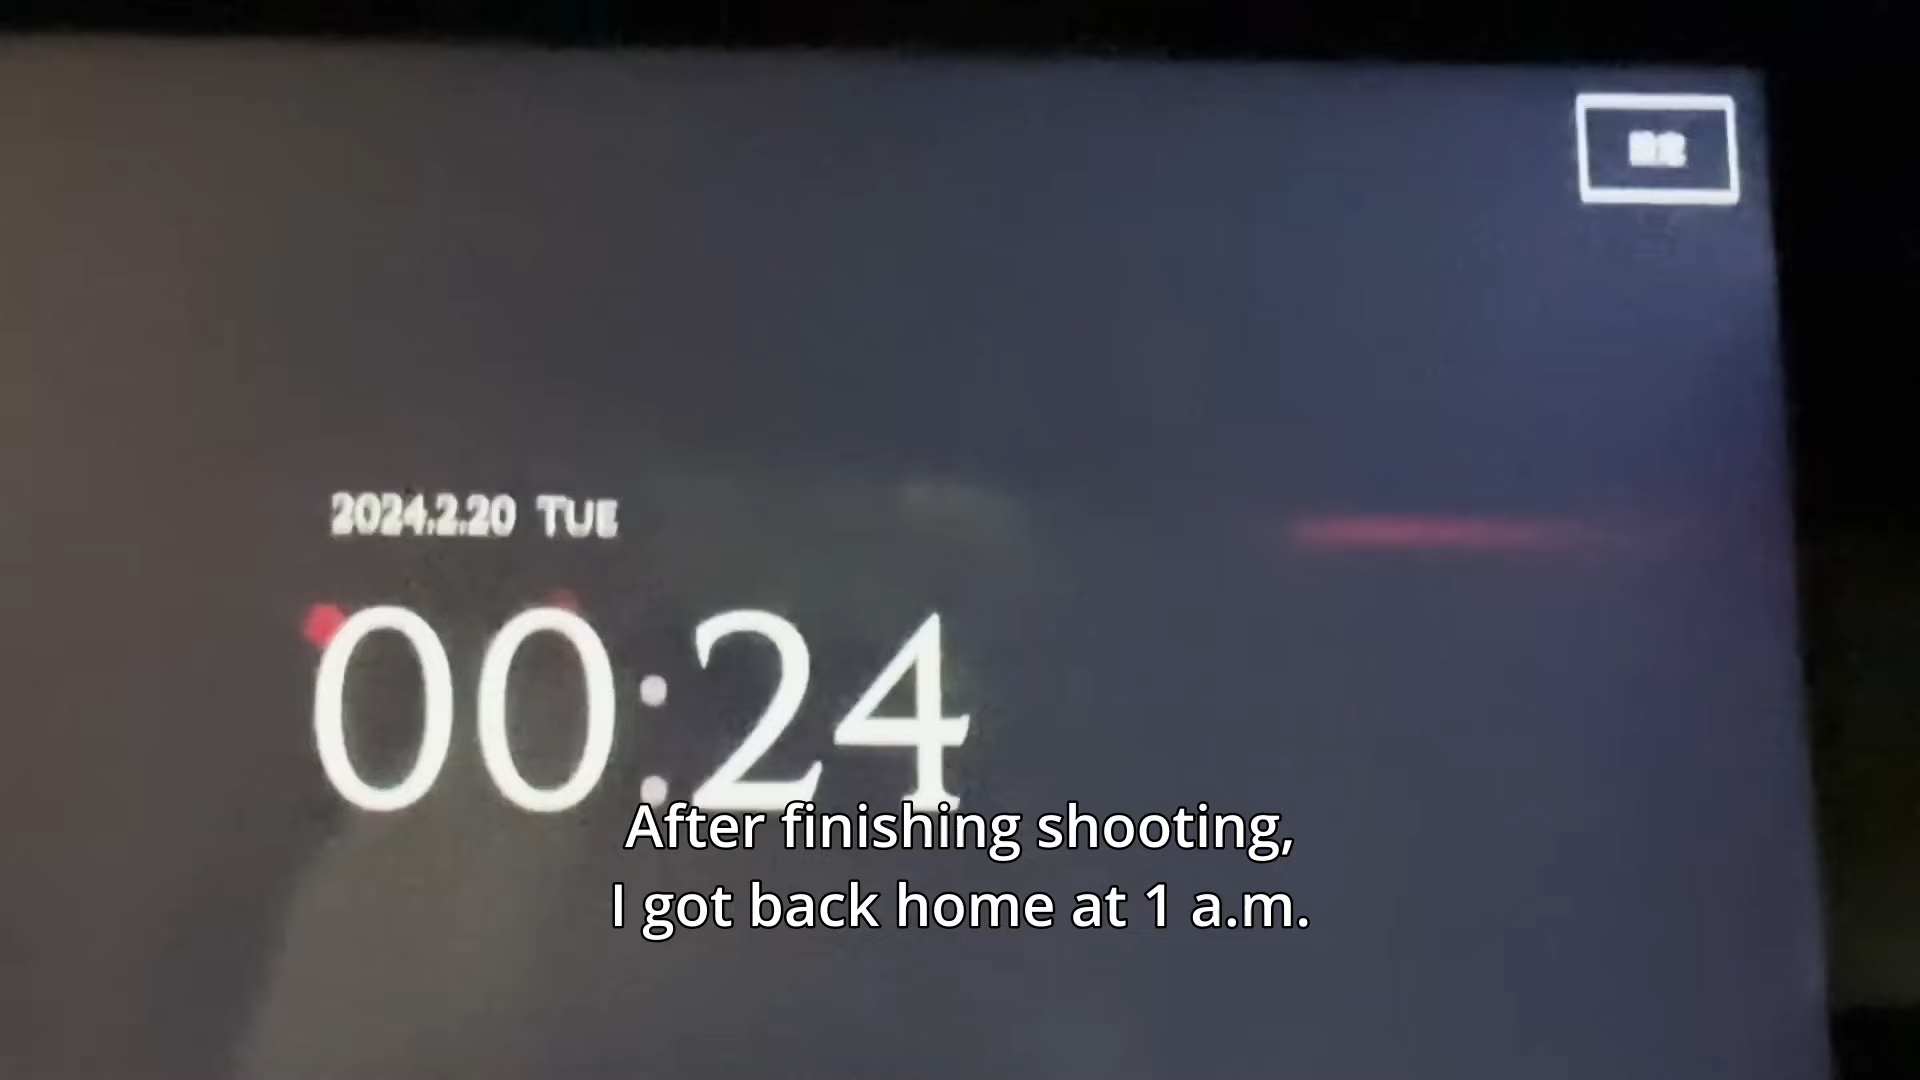 2024.2.20 TUE
00:24
After finishing shooting,
I got back home at 1 a.m.